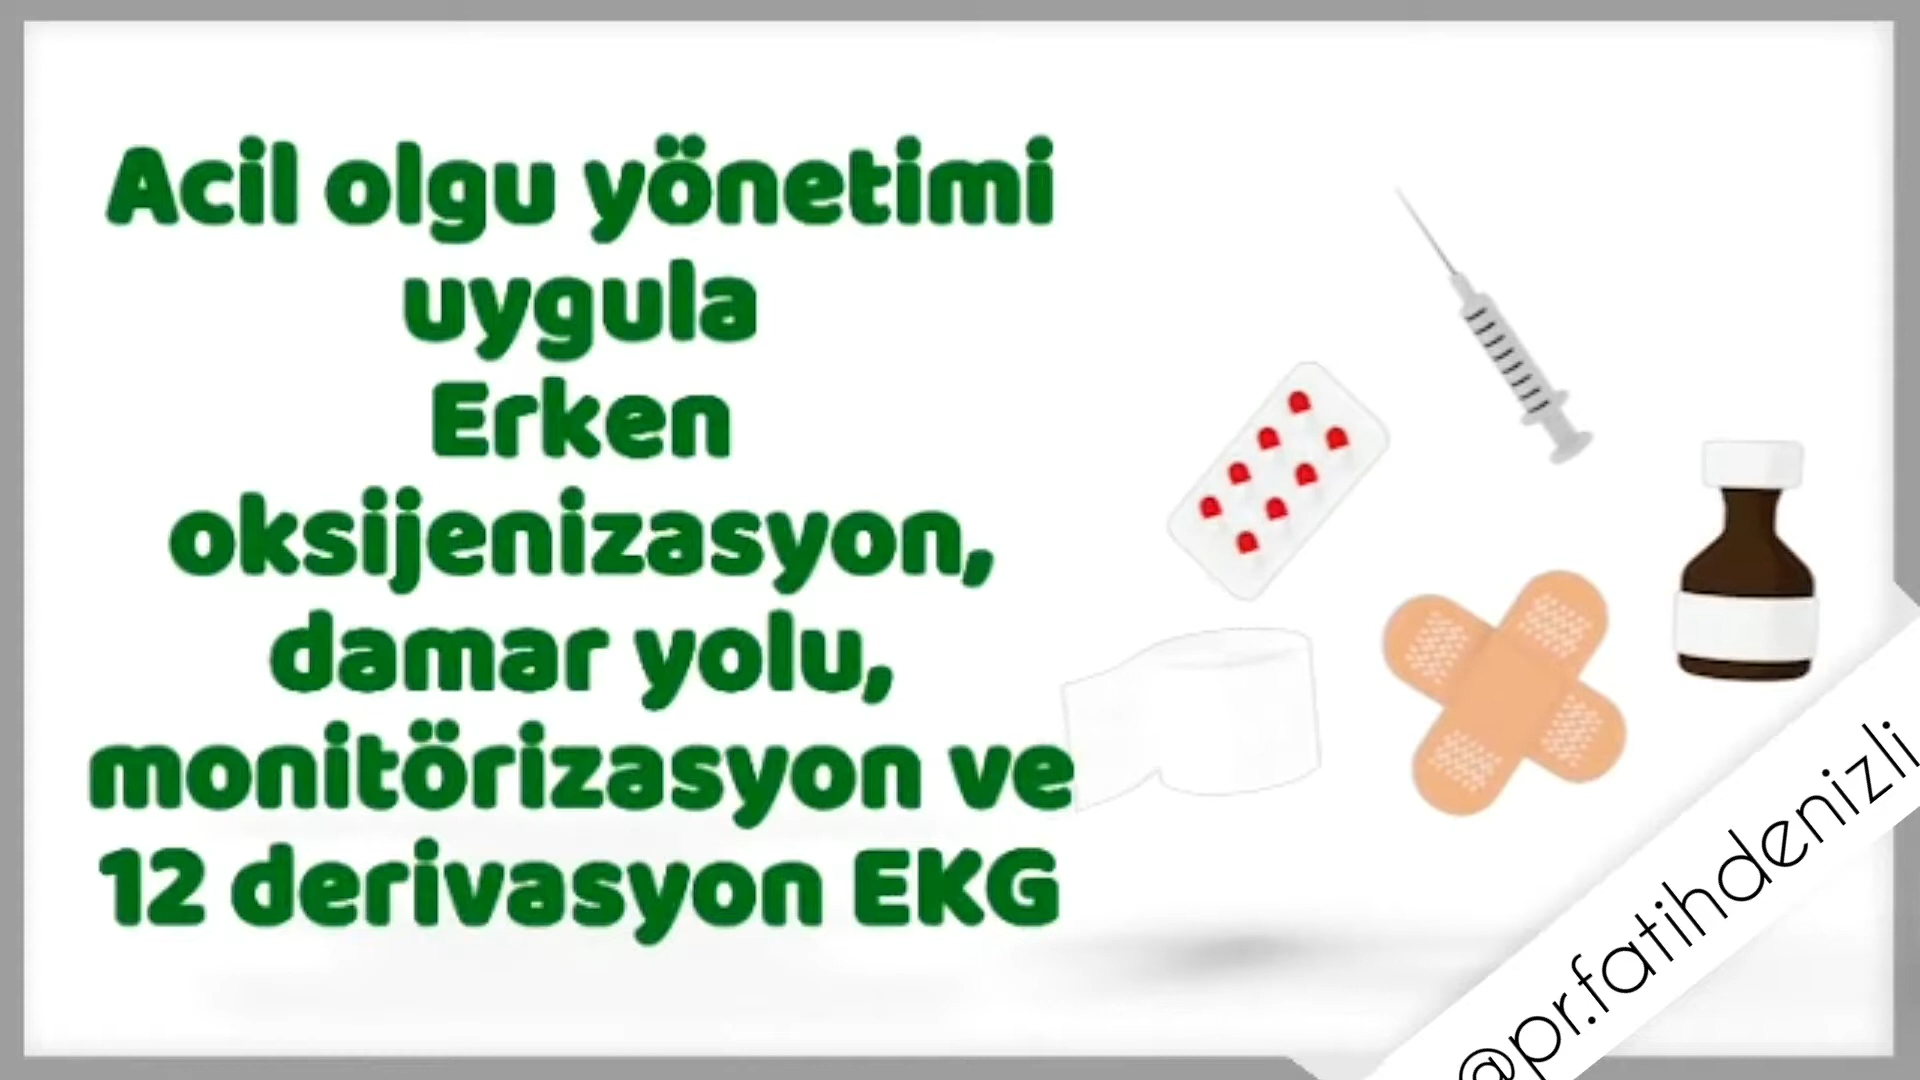 Acil olgu yönetimi
uygula
Erken
oksijenizasyon,
damar yolu,
monitörizasyon ve
12 derivasyon EKG
@pr.fatihdenizli